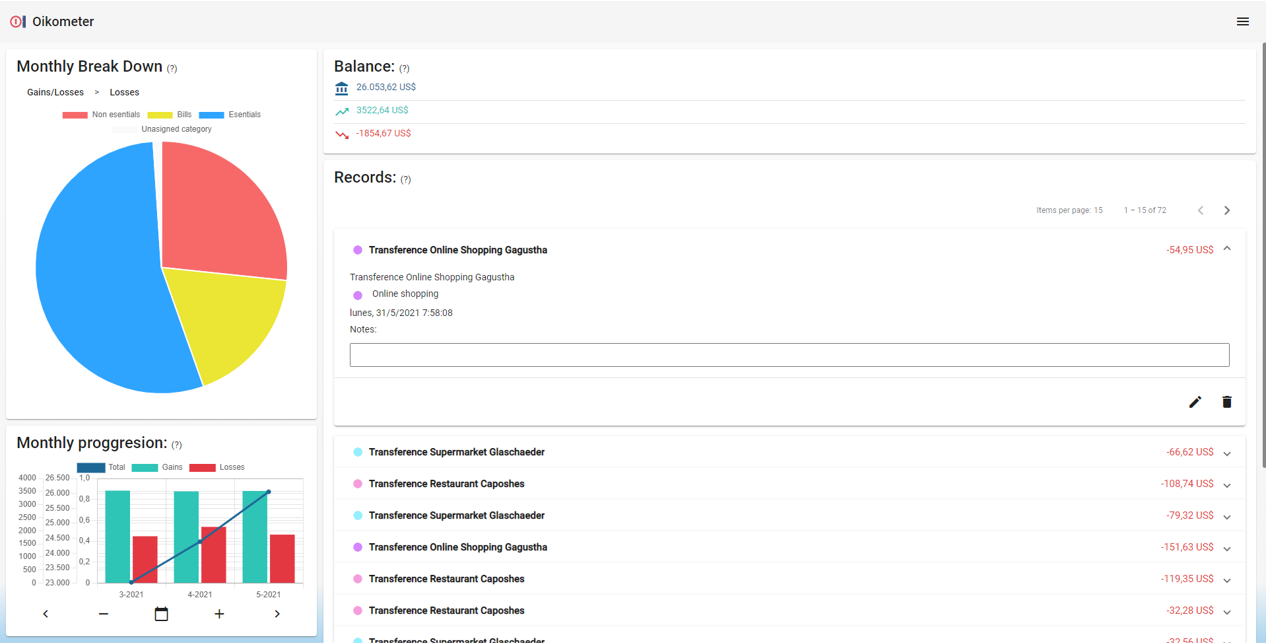 Oikometer
Monthly Break Down (?)
Gains/Losses > Losses
Non esentials Bills Esentials
Unasigned category
Monthly proggresion: (?)
Total Gains Losses
4000 26.500 1,0
3500 26.000
3000 25.500 0,8
2500 25.000 0,6
2000 24.500
1500 24.500 0,4
1000 24.000 0,2
500 23.500
0 23.000 0
3-2021 4-2021 5-2021
Balance: (?)
26.053,62 US$
3522,64 US$
-1854,67 US$
Records: (?)
Items per page: 15 1 – 15 of 72
Transference Online Shopping Gagustha -54,95 US$
Transference Online Shopping Gagustha
Online shopping
lunes, 31/5/2021 7:58:08
Notes:
Transference Supermarket Glaschaeder -66,62 US$
Transference Restaurant Caposhes -108,74 US$
Transference Supermarket Glaschaeder -79,32 US$
Transference Online Shopping Gagustha -151,63 US$
Transference Restaurant Caposhes -119,35 US$
Transference Restaurant Caposhes -32,28 US$
Transference Supermarket Glaschaeder -32,56 US$